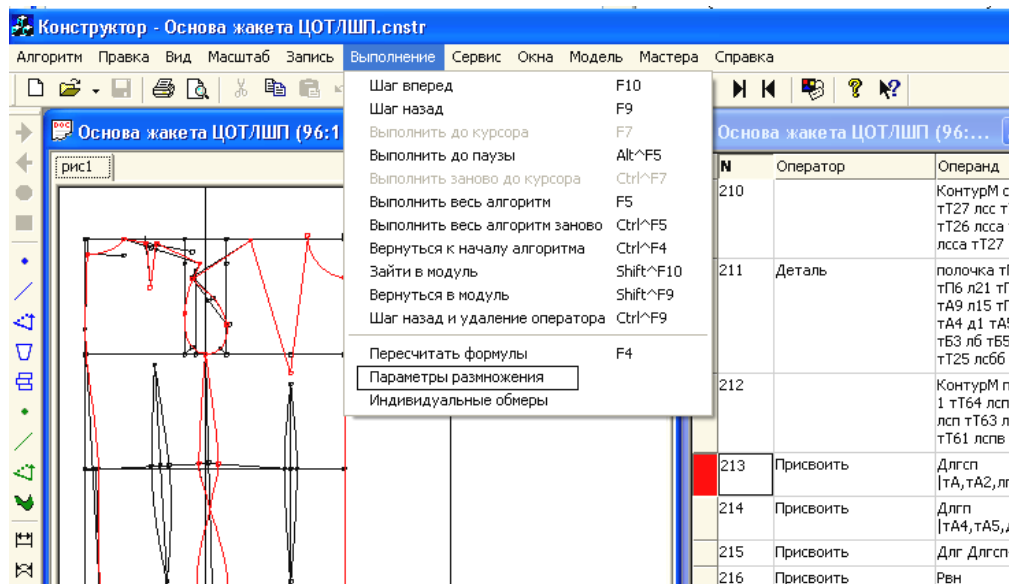 Конструктор - Основа жакета ЦОТЛШП.cnstr
Алгоритм Правка Вид Масштаб Запись Выполнение Сервис Окна Модель Мастера Справка
Основа жакета ЦОТЛШП (96:1
рис1
Шаг вперед F10
Шаг назад F9
Выполнить до курсора F7
Выполнить до паузы Alt^F5
Выполнить заново до курсора Ctrl^F7
Выполнить весь алгоритм F5
Выполнить весь алгоритм заново Ctrl^F5
Вернуться к началу алгоритма Ctrl^F4
Зайти в модуль Shift^F10
Вернуться в модуль Shift^F9
Шаг назад и удаление оператора Ctrl^F9
Пересчитать формулы F4
Параметры размножения
Индивидуальные обмеры
Основа жакета ЦОТЛШП (96:...
N Оператор Операнд
210 КонтурМ с
тТ27 лсс т
тТ26 лсса
лсса тТ27
211 Деталь полочка
тП6 л21
тА9 л15
тА4 д1
тБ3 лб
тТ25 лсбб
212 КонтурМ
1 тТ64 лсп
лсп тТ63
тТ61 лспв
213 Присвоить Длгсп
|тА,тА2,
214 Присвоить Длгп
|тА4,тА5,
215 Присвоить Длг Длгсп
216 Присвоить Рвн